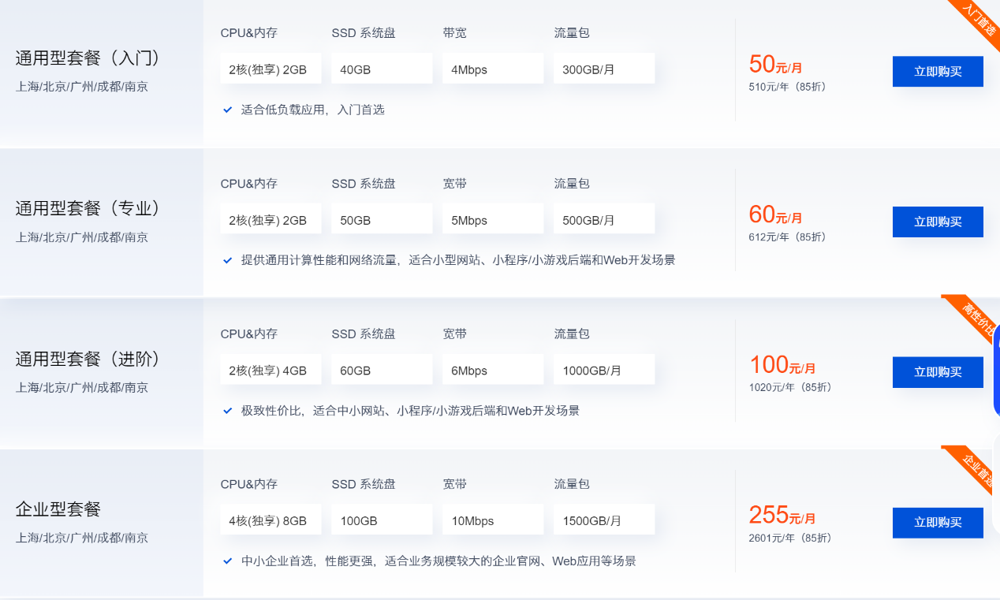 入门首选
CPU&内存 SSD 系统盘 带宽 流量包
通用型套餐（入门）
上海/北京/广州/成都/南京
2核(独享) 2GB 40GB 4Mbps 300GB/月
50元/月
510元/年（85折）
立即购买
适合低负载应用，入门首选
CPU&内存 SSD 系统盘 宽带 流量包
通用型套餐（专业）
上海/北京/广州/成都/南京
2核(独享) 2GB 50GB 5Mbps 500GB/月
60元/月
612元/年（85折）
立即购买
提供通用计算性能和网络流量，适合小型网站、小程序/小游戏后端和Web开发场景
高性价比
CPU&内存 SSD 系统盘 宽带 流量包
通用型套餐（进阶）
上海/北京/广州/成都/南京
2核(独享) 4GB 60GB 6Mbps 1000GB/月
100元/月
1020元/年（85折）
立即购买
极致性价比，适合中小网站、小程序/小游戏后端和Web开发场景
企业首选
CPU&内存 SSD 系统盘 宽带 流量包
企业型套餐
上海/北京/广州/成都/南京
4核(独享) 8GB 100GB 10Mbps 1500GB/月
255元/月
2601元/年（85折）
立即购买
中小企业首选，性能更强，适合业务规模较大的企业官网、Web应用等场景